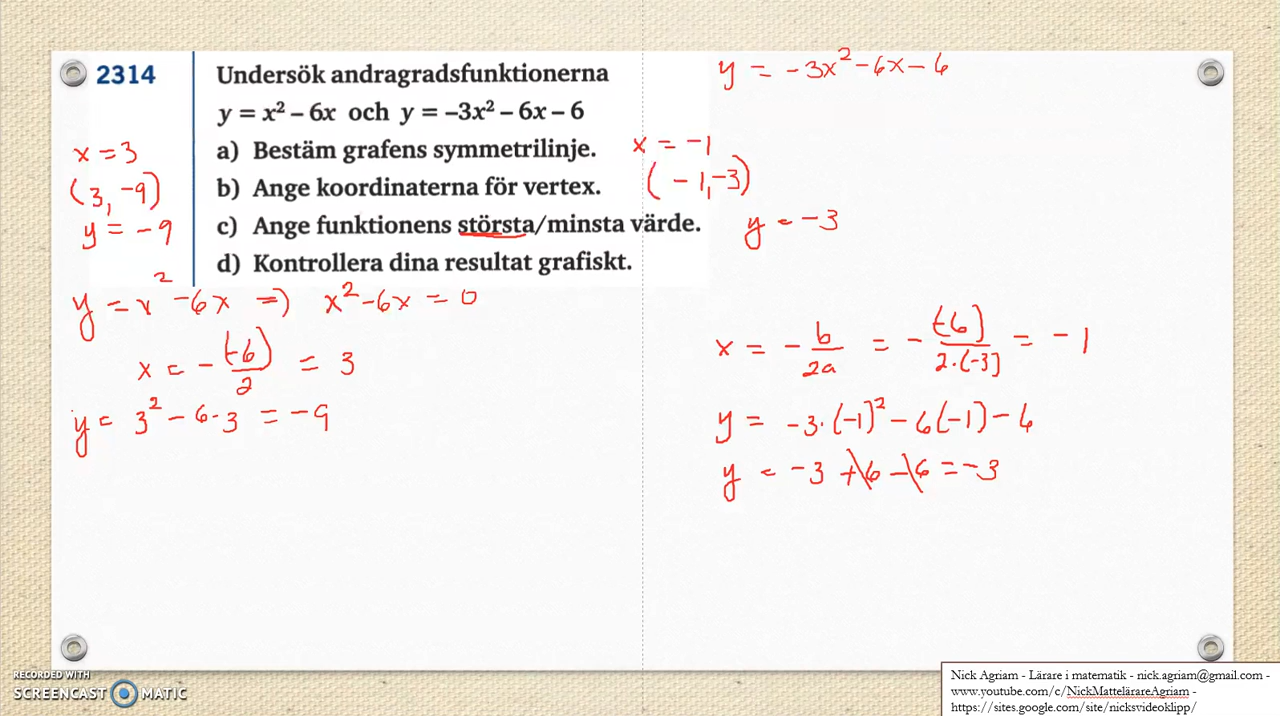 2314 Undersök andragradsfunktionerna
y = x² – 6x och y = –3x² – 6x – 6
a) Bestäm grafens symmetrilinje.
b) Ange koordinaterna för vertex.
c) Ange funktionens största/minsta värde.
d) Kontrollera dina resultat grafiskt.
x = 3
(3, -9)
y = -9
y = x² - 6x => x² - 6x = 0
x = - (-6)/2 = 3
y = 3² - 6·3 = -9
y = -3x² - 6x - 6
x = -1
(-1, -3)
y = -3
x = - b/2a = - (-6)/2·(-3) = -1
y = -3·(-1)² - 6(-1) - 6
y = -3 + 6 - 6 = -3
RECORDED WITH
SCREENCAST MATIC
Nick Agriam - Lärare i matematik - nick.agriam@gmail.com -
www.youtube.com/c/NickMattelärareAgriam -
https://sites.google.com/site/nicksvideoklipp/